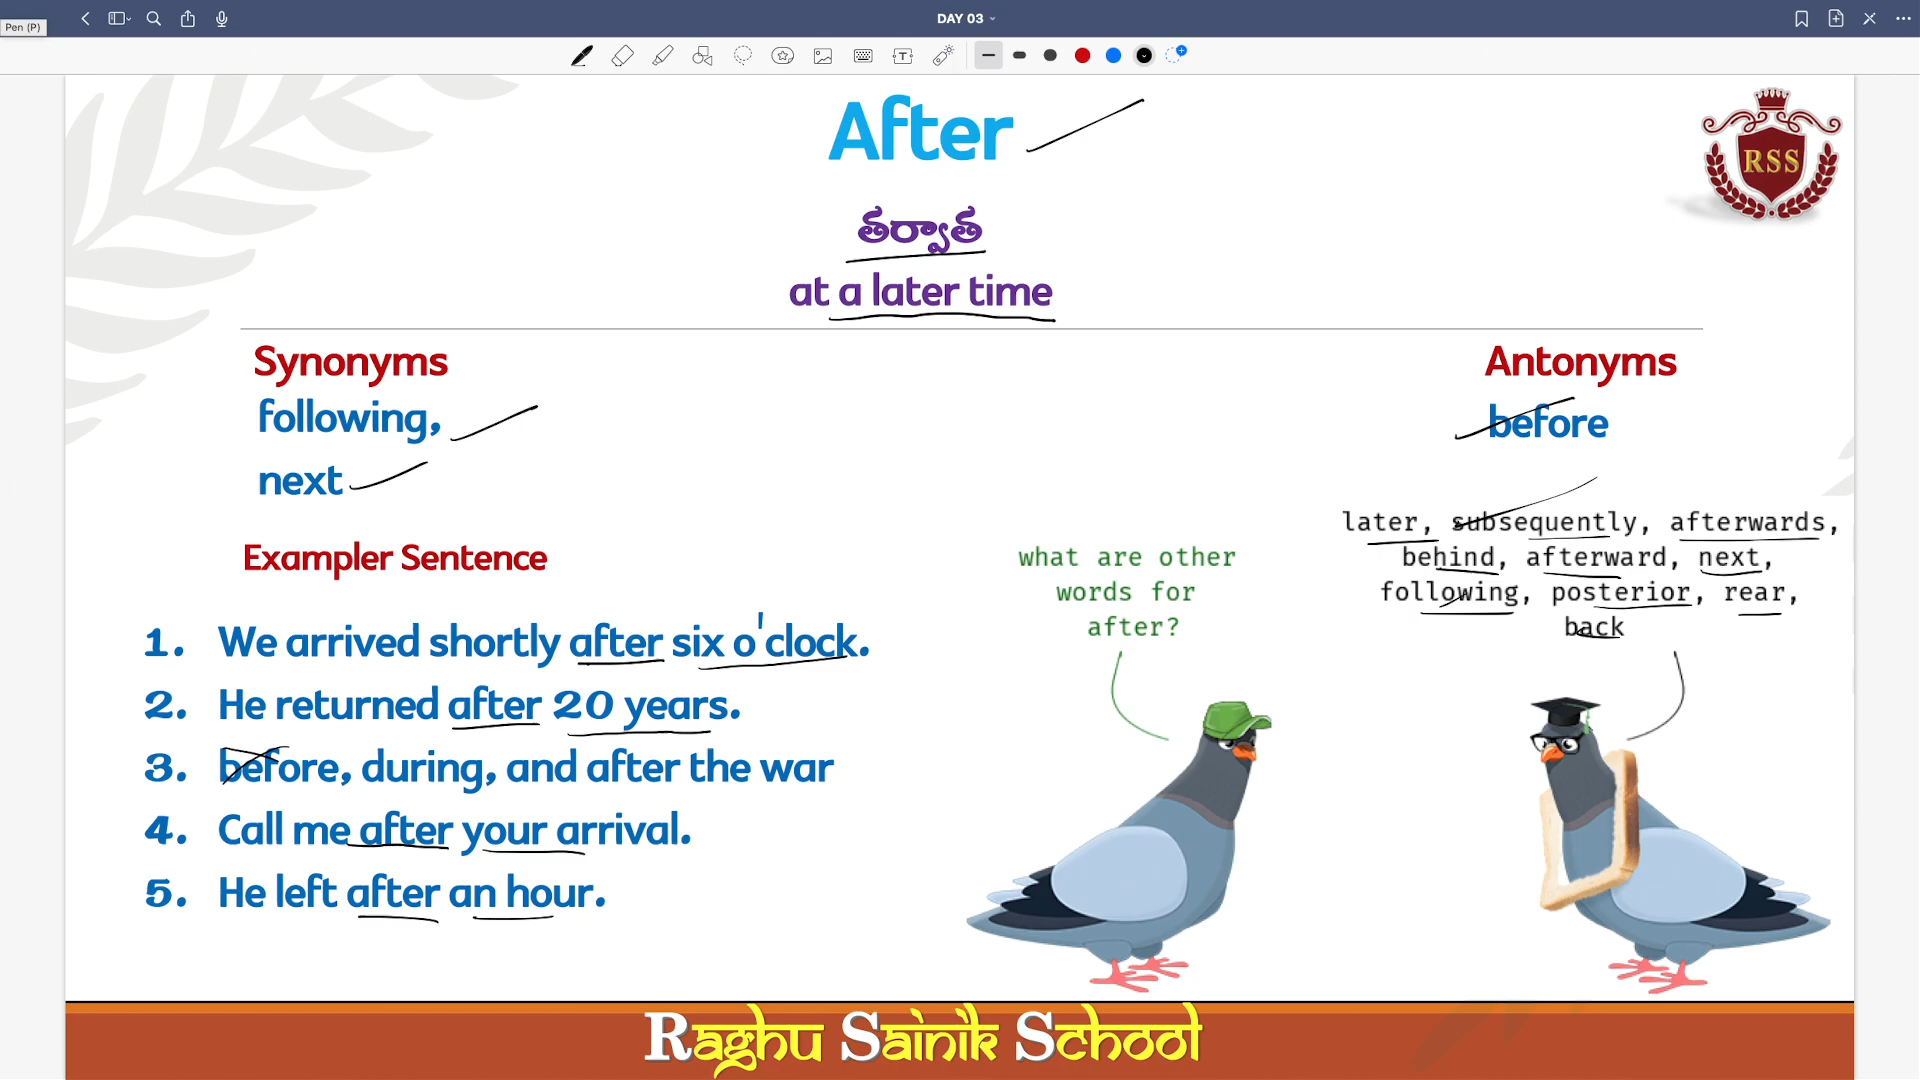 DAY 03
Pen (P)
After
తర్వాత
at a later time
RSS
Synonyms
following,
next
Antonyms
before
Exampler Sentence
1. We arrived shortly after six o'clock.
2. He returned after 20 years.
3. before, during, and after the war
4. Call me after your arrival.
5. He left after an hour.
what are other
words for
after?
later, subsequently, afterwards,
behind, afterward, next,
following, posterior, rear,
back
Raghu Sainik School